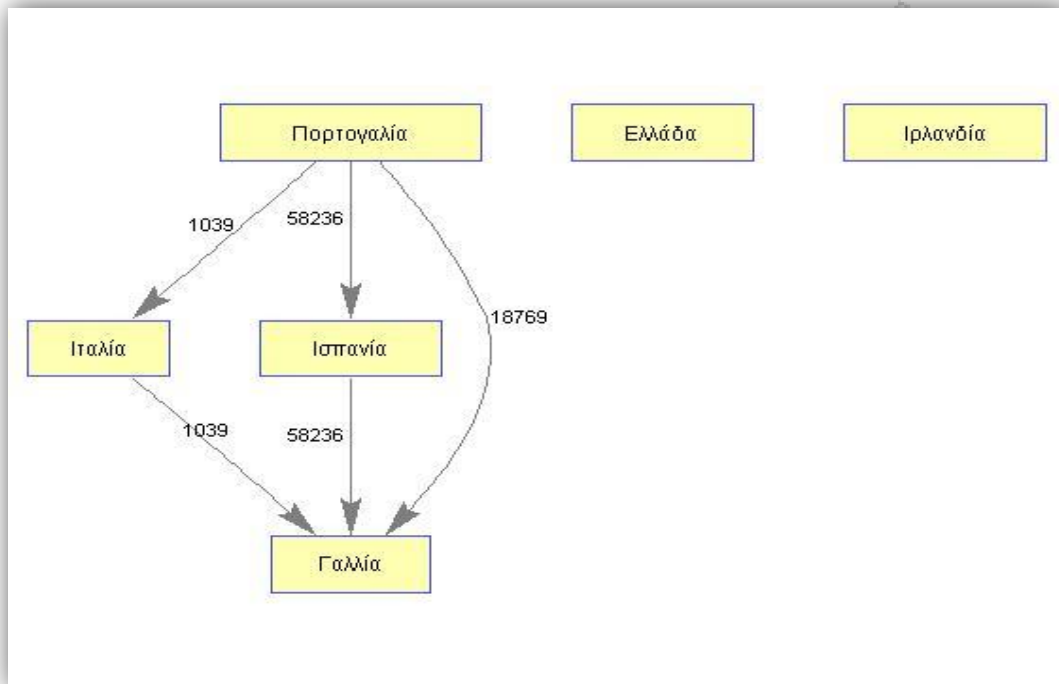 Πορτογαλία
Ελλάδα
Ιρλανδία
1039
58236
18769
Ιταλία
Ισπανία
1039
58236
Γαλλία